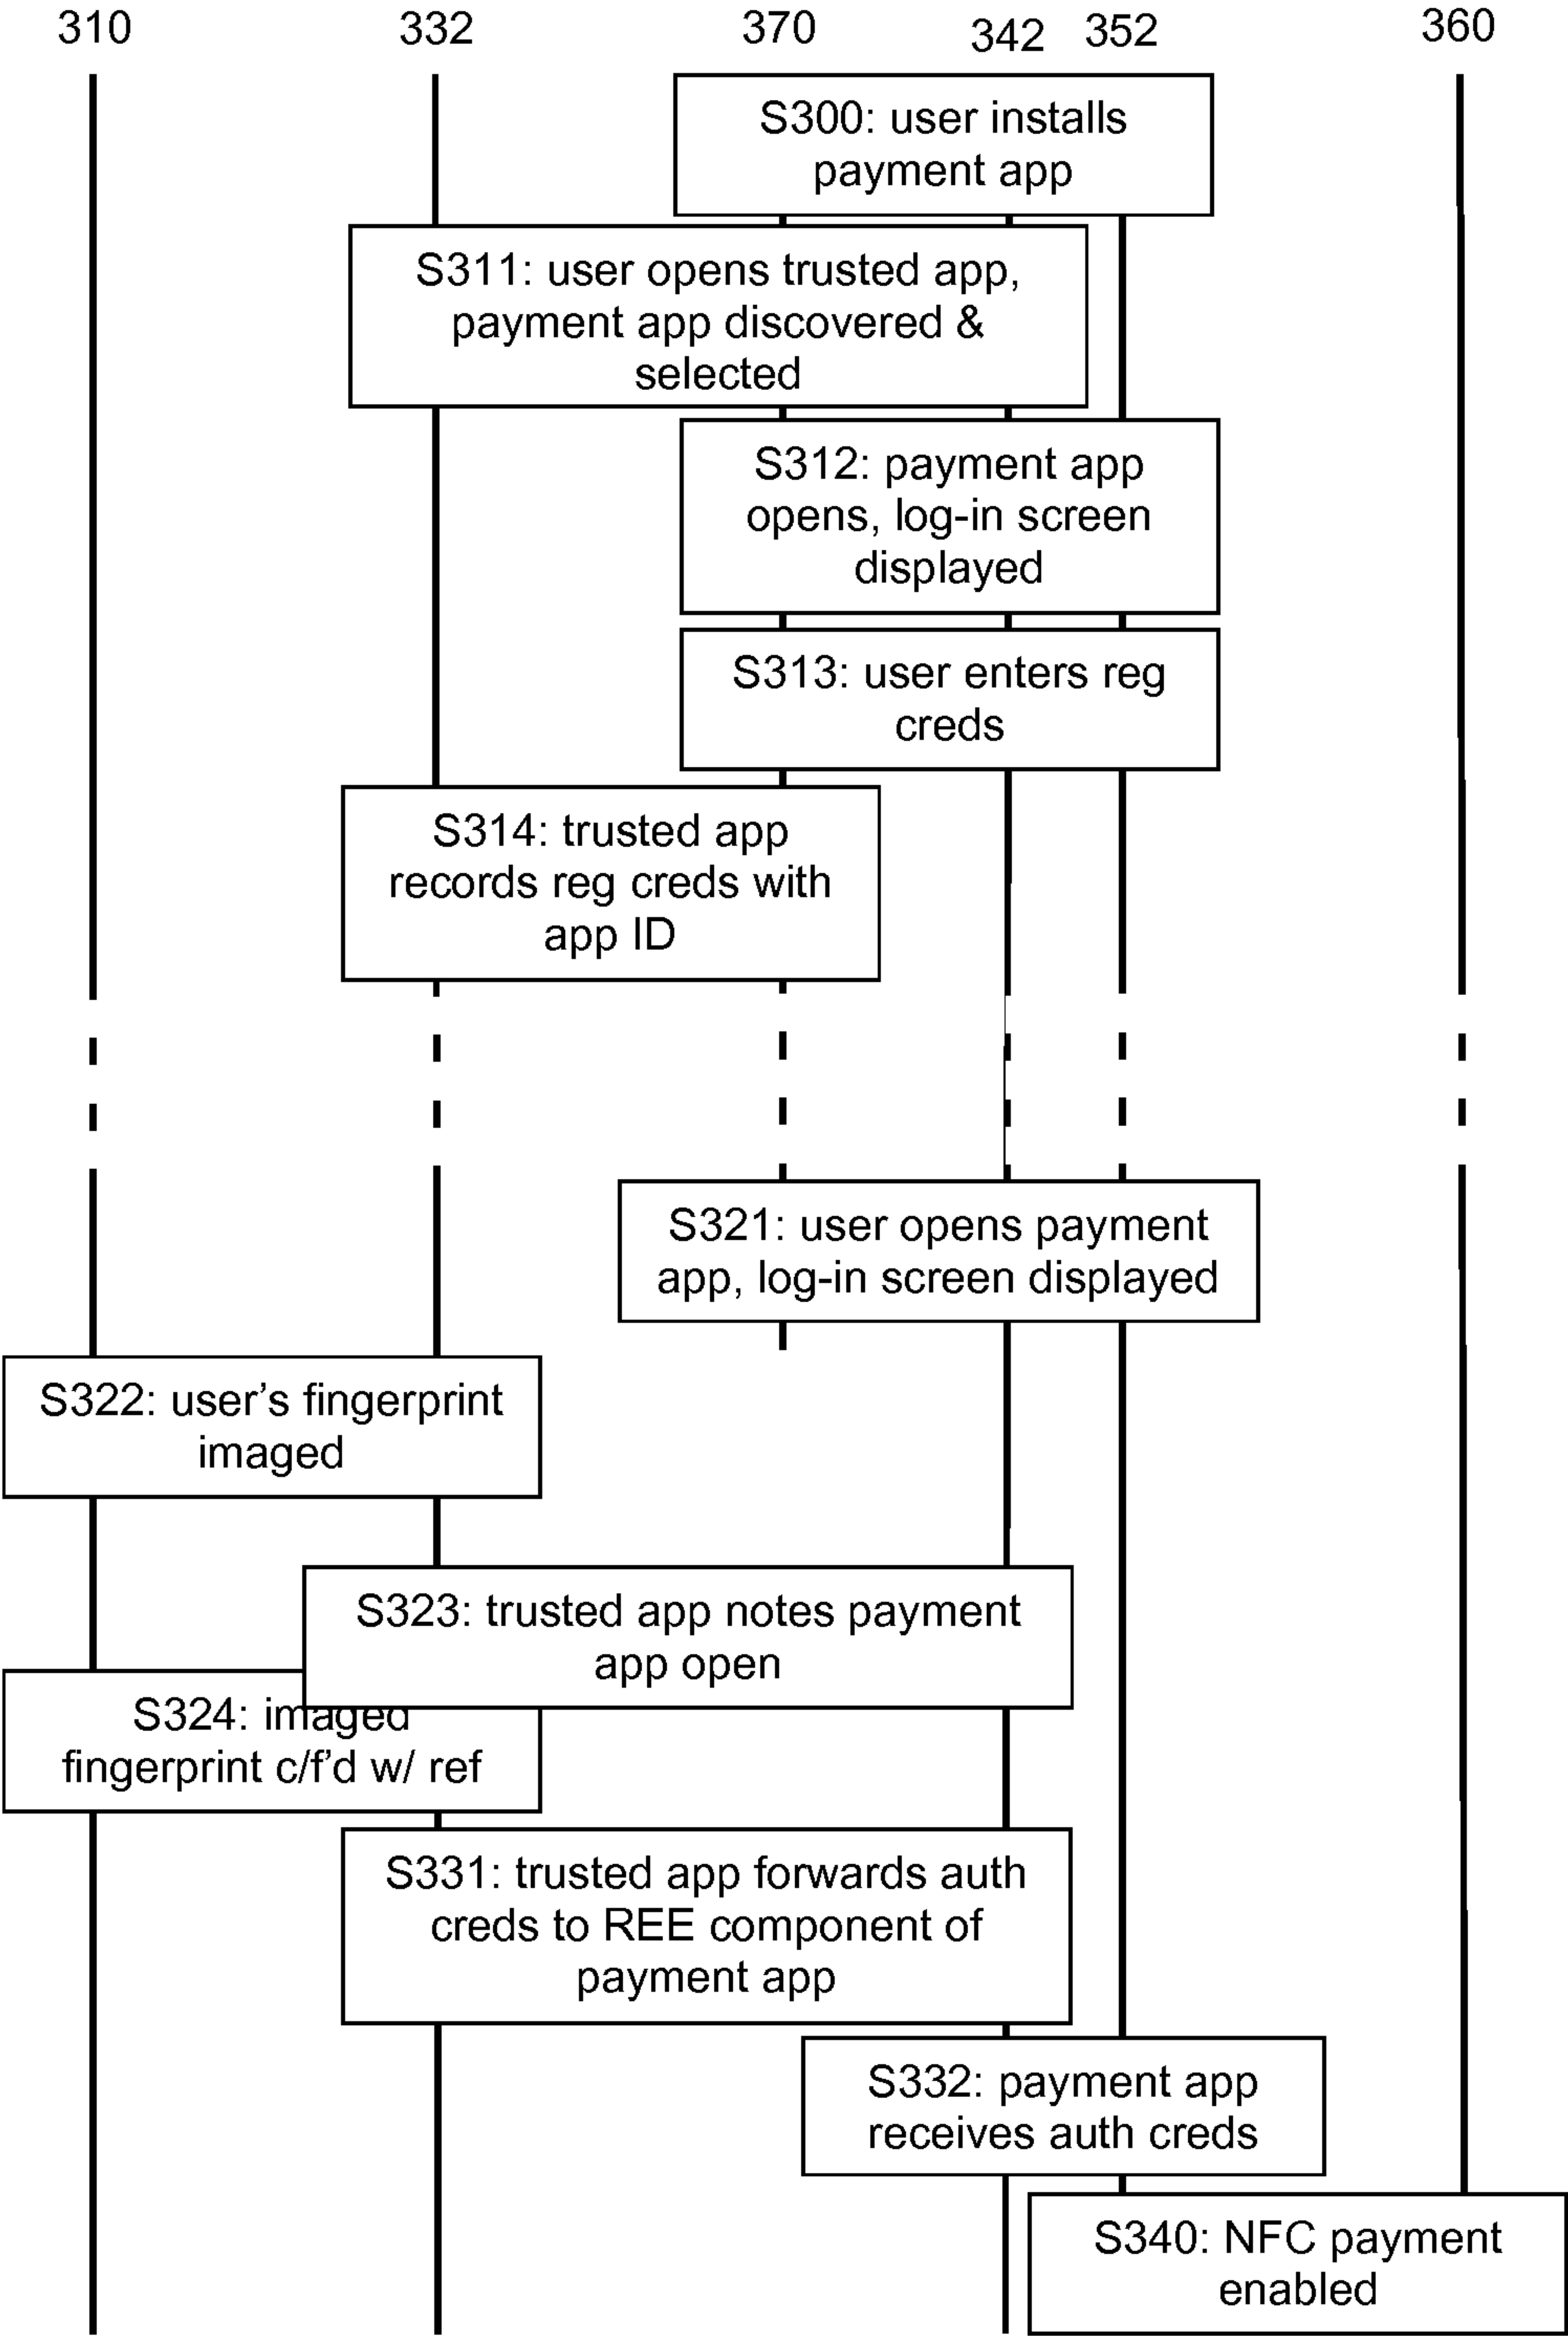 310 332 370 342 352 360
S300: user installs
payment app
S311: user opens trusted app,
payment app discovered &
selected
S312: payment app
opens, log-in screen
displayed
S313: user enters reg
creds
S314: trusted app
records reg creds with
app ID
S321: user opens payment
app, log-in screen displayed
S322: user’s fingerprint
imaged
S323: trusted app notes payment
app open
S324: imaged
fingerprint c/f’d w/ ref
S331: trusted app forwards auth
creds to REE component of
payment app
S332: payment app
receives auth creds
S340: NFC payment
enabled